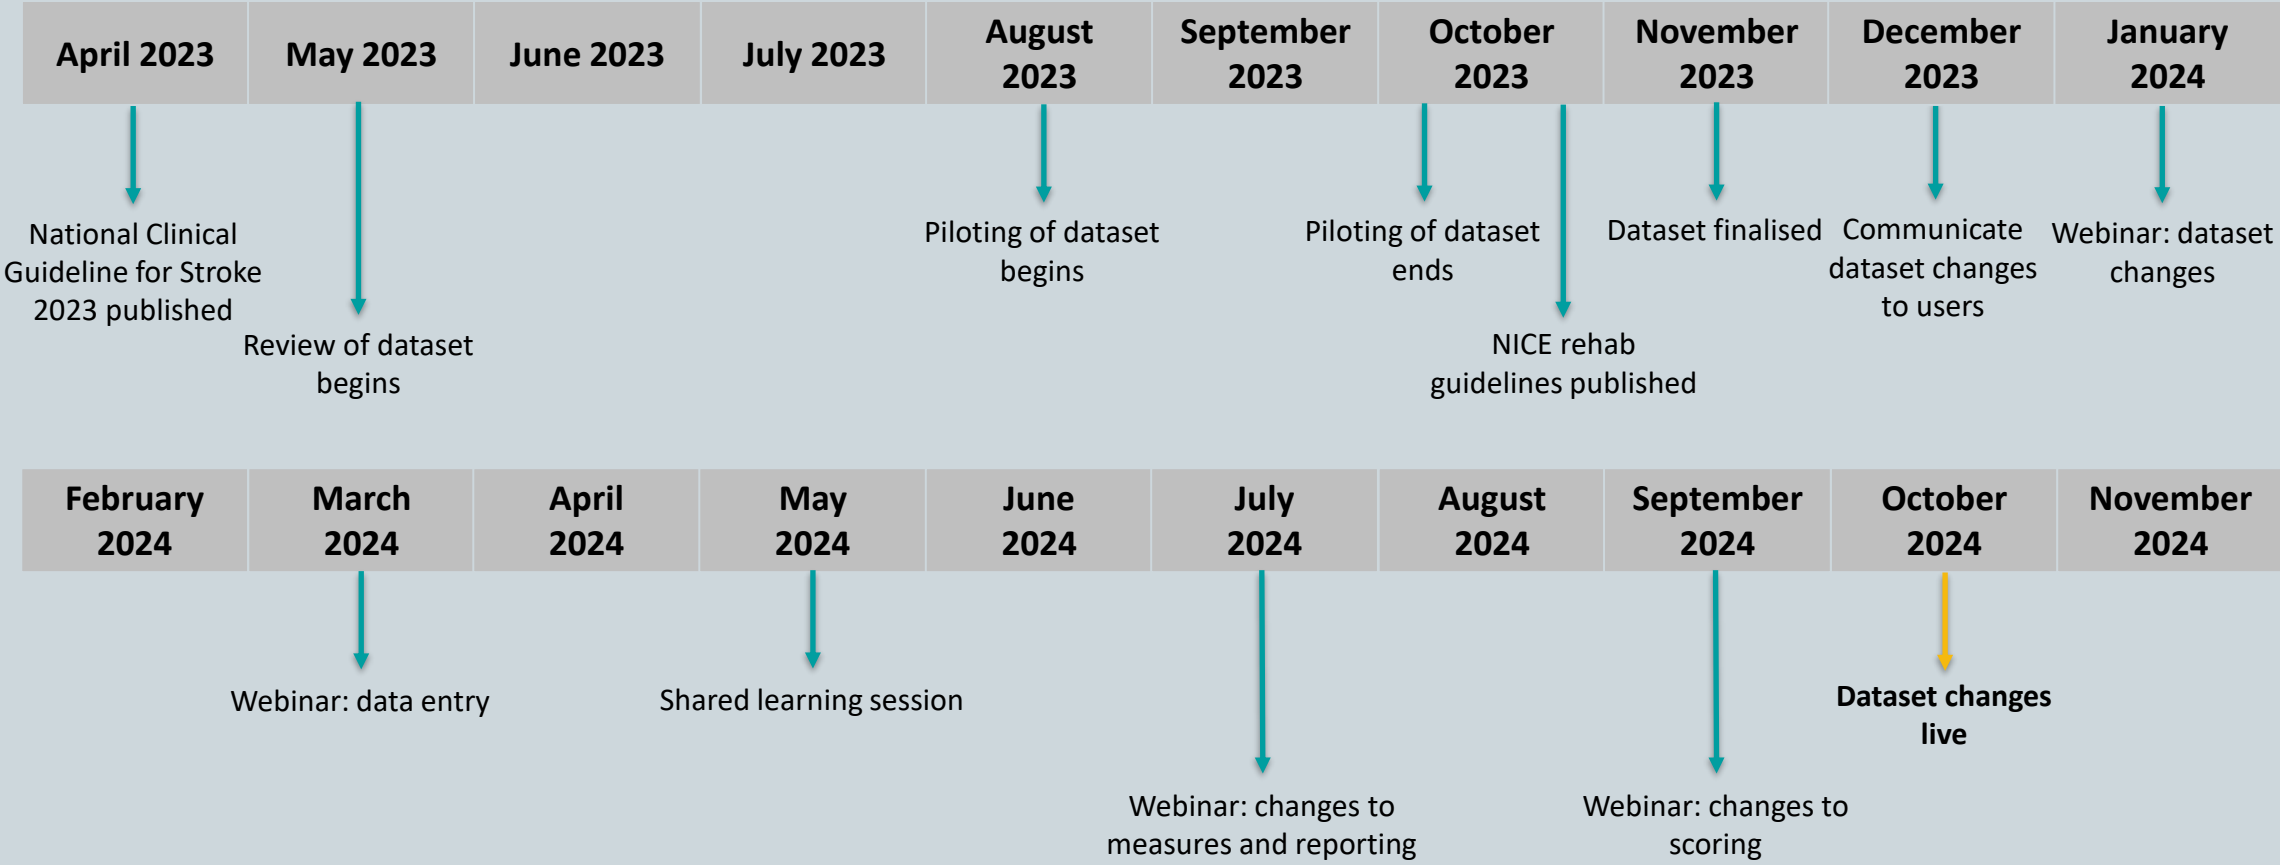 April 2023
May 2023
June 2023
July 2023
August
2023
September
2023
October
2023
November
2023
December
2023
January
2024
National Clinical
Guideline for Stroke
2023 published
Review of dataset
begins
Piloting of dataset
begins
Piloting of dataset
ends
NICE rehab
guidelines published
Dataset finalised
Communicate
dataset changes
to users
Webinar: dataset
changes
February
2024
March
2024
April
2024
May
2024
June
2024
July
2024
August
2024
September
2024
October
2024
November
2024
Webinar: data entry
Shared learning session
Webinar: changes to
measures and reporting
Webinar: changes to
scoring
Dataset changes
live